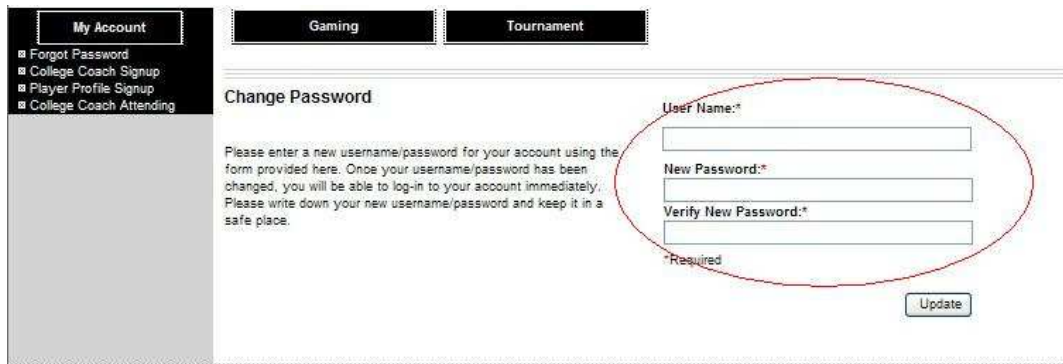 My Account
Gaming
Tournament
Forgot Password
College Coach Signup
Player Profile Signup
College Coach Attending
Change Password
Please enter a new username/password for your account using the
form provided here. Once your username/password has been
changed, you will be able to log-in to your account immediately.
Please write down your new username/password and keep it in a
safe place.
User Name:*
New Password:*
Verify New Password:*
*Required
Update